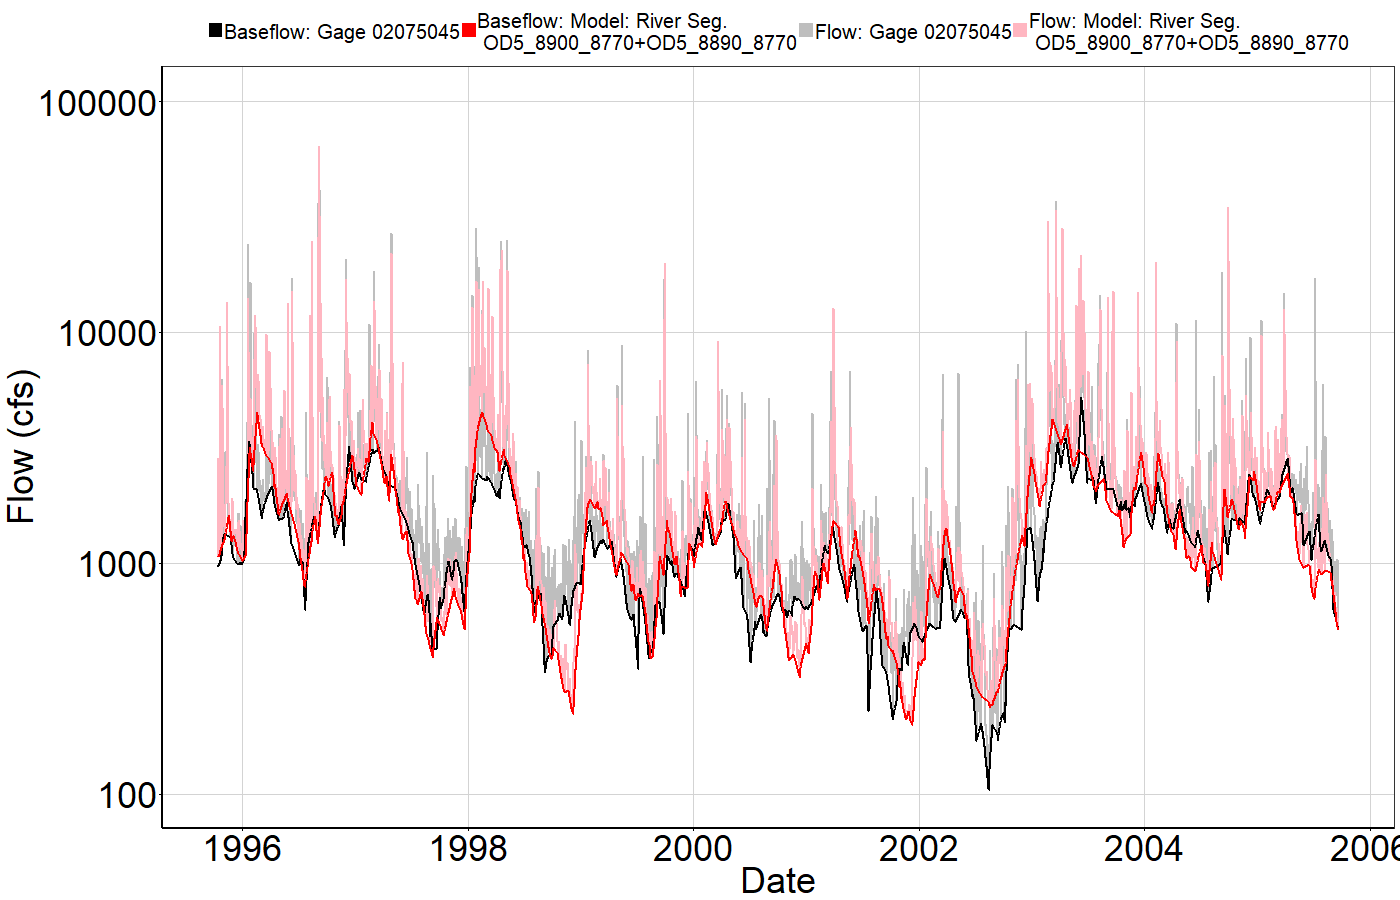 Baseflow: Gage 02075045 Baseflow: Model: River Seg. Flow: Gage 02075045 Flow: Model: River Seg.
OD5_8900_8770+OD5_8890_8770 OD5_8900_8770+OD5_8890_8770
100000
10000
1000
100
Flow (cfs)
1996 1998 2000 2002 2004 2006
Date